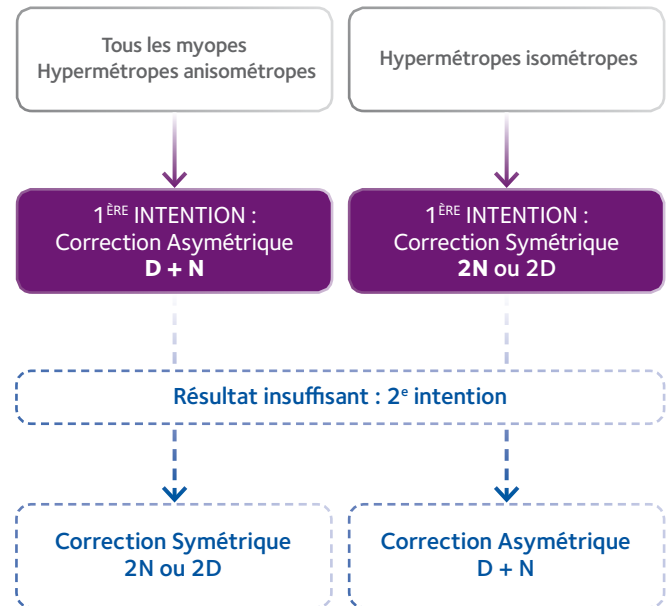 Tous les myopes
Hypermétropes anisométropes
Hypermétropes isométropes
1ÈRE INTENTION :
Correction Asymétrique
D + N
1ÈRE INTENTION :
Correction Symétrique
2N ou 2D
Résultat insuffisant : 2e intention
Correction Symétrique
2N ou 2D
Correction Asymétrique
D + N